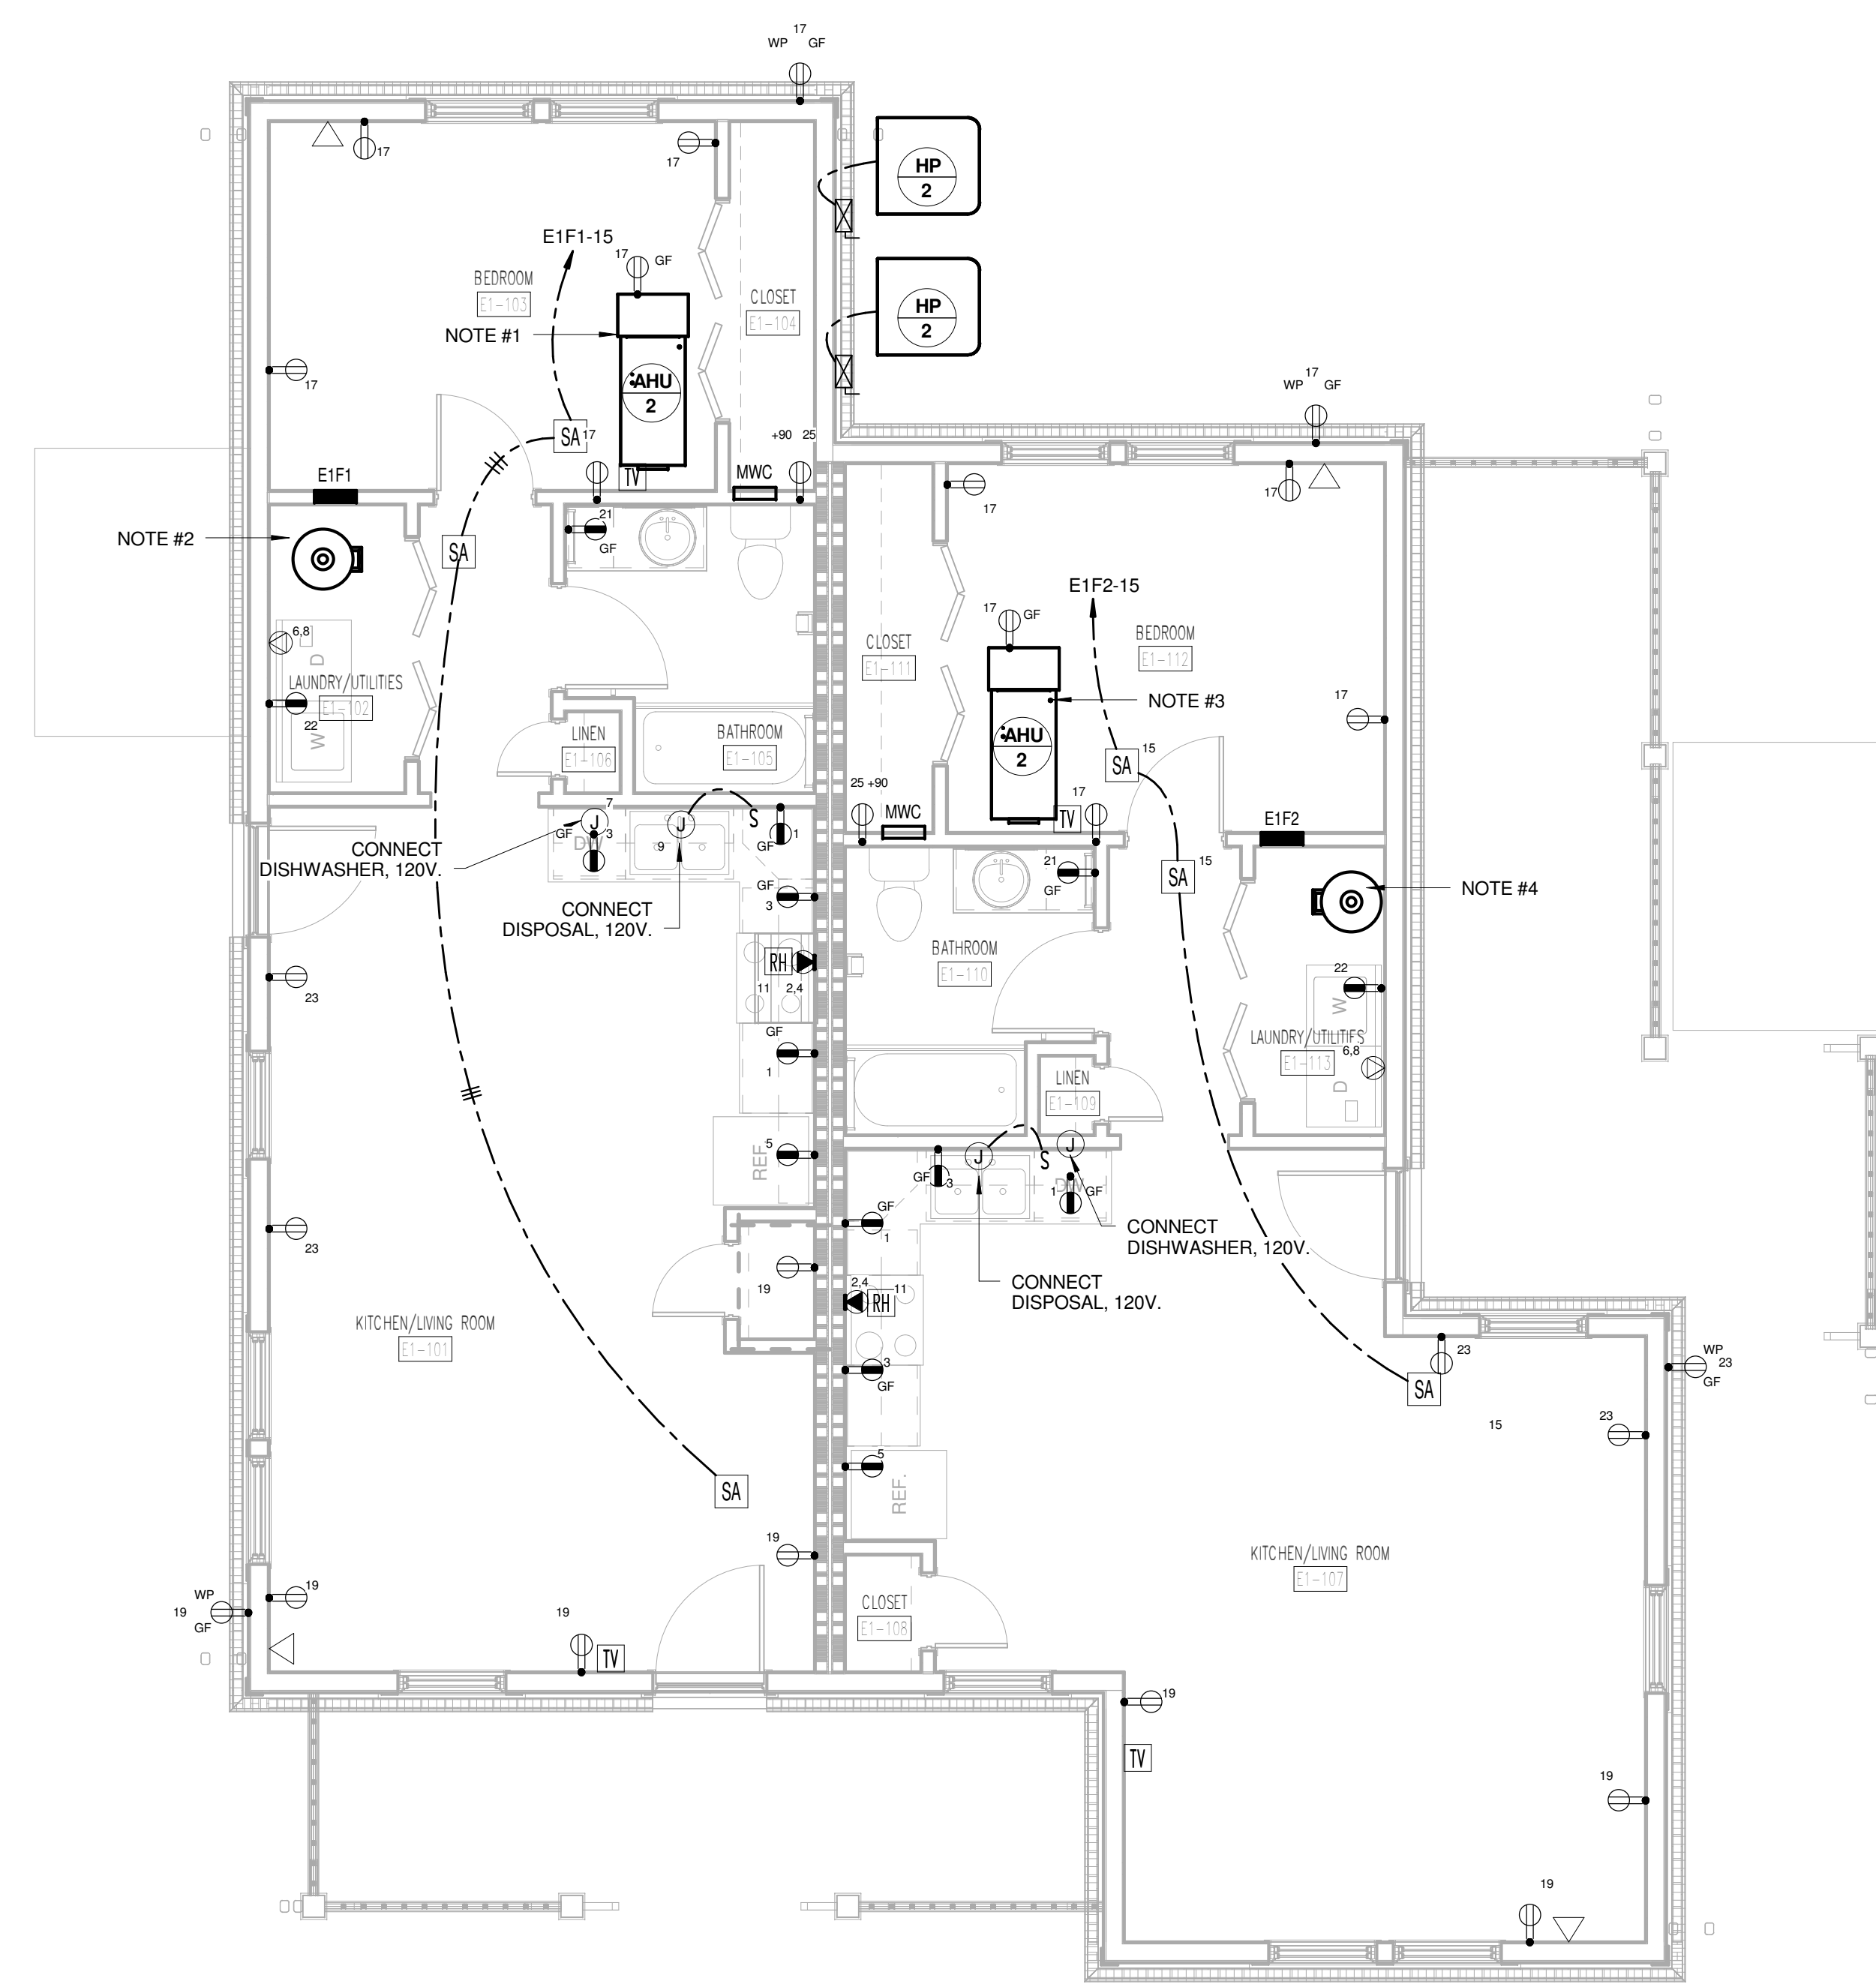 17
WP GF
17
17
HP
2
E1F1-15
17 GF
BEDROOM
E1-103
CLOSET
E1-104
NOTE #1
HP
2
17
AHU
2
WP 17 GF
SA 17
+90 25
TV
MWC
E1F1
17
17
NOTE #2
21
GF
SA
E1F2-15
17 GF
BEDROOM
E1-112
CLOSET
E1-111
6,8
D
LAUNDRY/UTILITIES
E1-102
22
W
17
NOTE #3
LINEN
E1-106
BATHROOM
E1-105
AHU
2
SA 15
25 +90
MWC
TV
17
E1F2
J 7
GF 3
DW
J
9
S
GF 1
CONNECT
DISHWASHER, 120V.
21
GF
SA 15
NOTE #4
GF
3
CONNECT
DISPOSAL, 120V.
BATHROOM
E1-110
RH
11 2,4
23
22
W
LAUNDRY/UTILITIES
E1-113
6,8
D
GF
1
LINEN
E1-109
5
REF.
J
S
J
GF 3
DW
1 GF
GF
1
CONNECT
DISHWASHER, 120V.
23
19
2,4
RH 11
CONNECT
DISPOSAL, 120V.
KITCHEN/LIVING ROOM
E1-101
3
GF
23
SA
WP
23
GF
15
23
5
REF.
SA
19
KITCHEN/LIVING ROOM
E1-107
WP
19
GF
19
19
TV
CLOSET
E1-108
19
TV
19
19